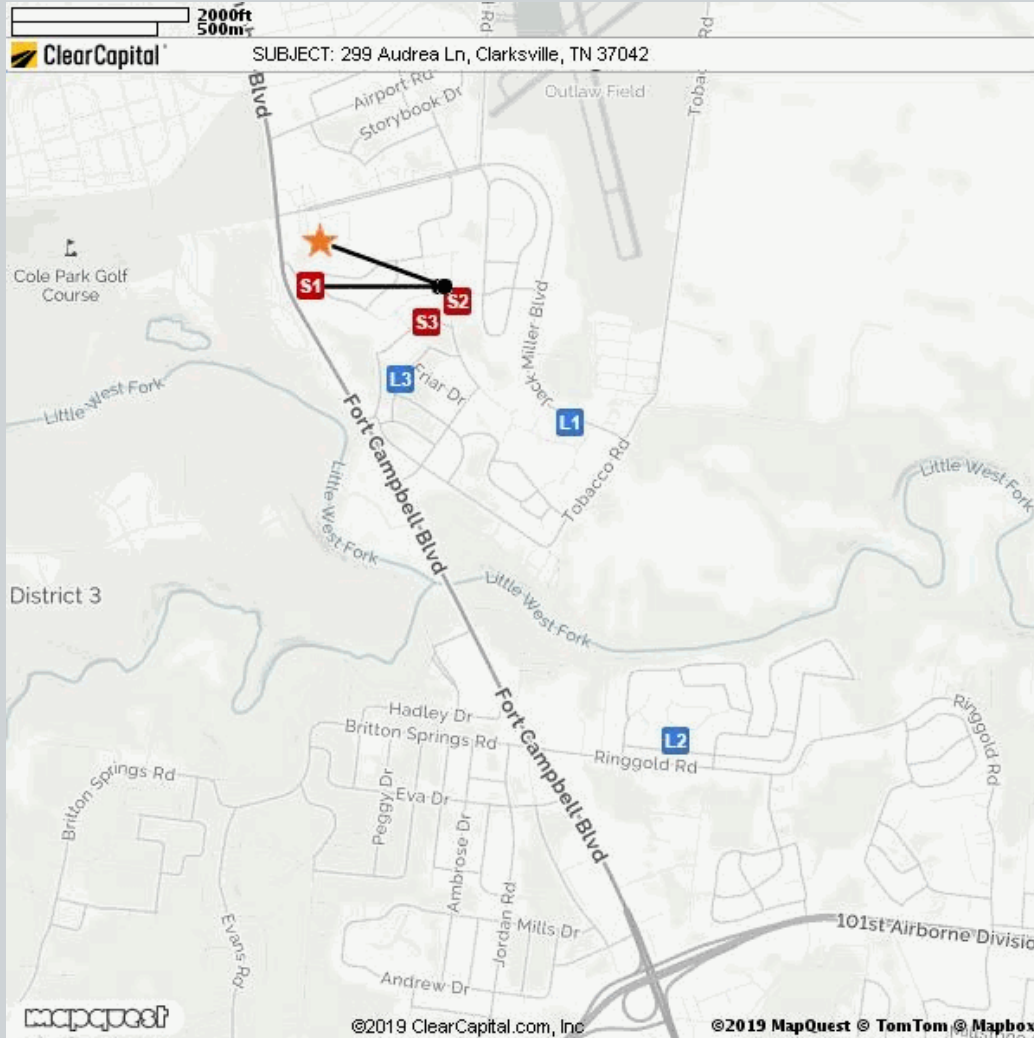 2000ft
500m
ClearCapital
SUBJECT: 299 Audrea Ln, Clarksville, TN 37042
Rd
Rd
Blvd
Airport Rd
Storybook Dr
Outlaw Field
Cole Park Golf
Course
S1
S2
S3
L3
Friar Dr
Jack Miller Blvd
L1
Little West Fork
Fort Campbell Blvd
Tobacco Rd
Little West Fork
Little West Fork
District 3
Little West Fork
Fort Campbell Blvd
Hadley Dr
Britton Springs Rd
L2
Ringgold Rd
Ringgold Rd
Britton Springs Rd
Peggy Dr
Eva Dr
Ambrose Dr
Jordan Rd
Evans Rd
Mills Dr
101st Airborne Divisio
Andrew Dr
mapquest
©2019 ClearCapital.com, Inc
©2019 MapQuest © TomTom © Mapbox